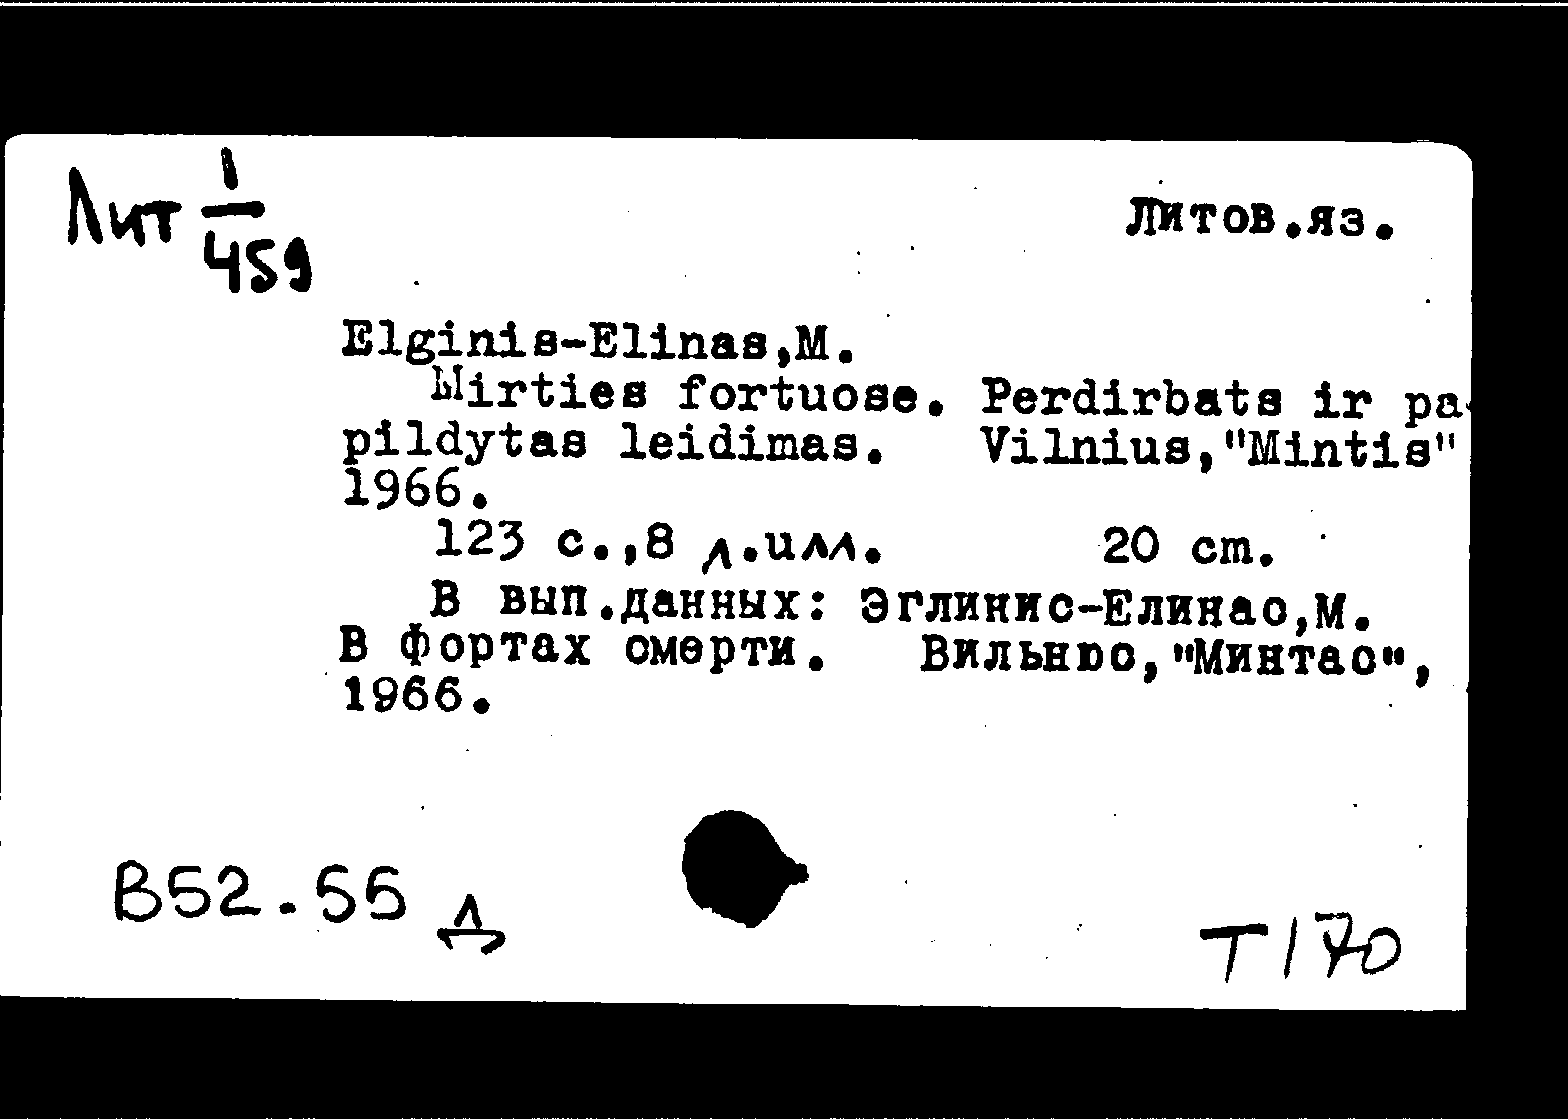 Лит 1/459
Литов.яз.
Elginis-Elinas,M.
Mirties fortuose. Perdirbats ir pa-
pildytas leidimas. Vilnius,"Mintis"
1966.
123 с.,8 л.илл. 20 cm.
В вып.данных: Эглинис-Елинас,М.
В Фортах смерти. Вильнюс,"Минтас",
1966.
В52.55 Д
Т170